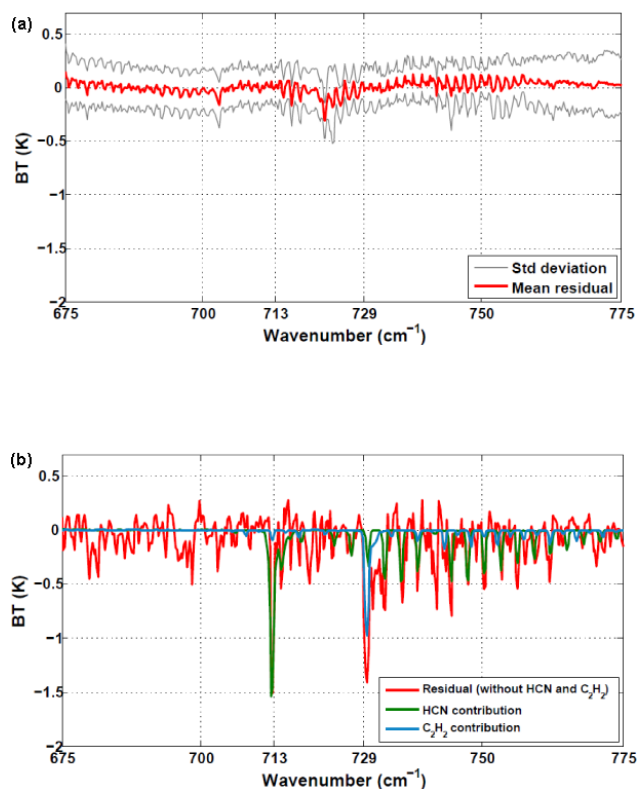 (a)
0.5
0
−0.5
−1
−1.5
−2
BT (K)
Std deviation
Mean residual
675 700 713 729 750 775
Wavenumber (cm⁻¹)
(b)
0.5
0
−0.5
−1
−1.5
−2
BT (K)
Residual (without HCN and C₂H₂)
HCN contribution
C₂H₂ contribution
675 700 713 729 750 775
Wavenumber (cm⁻¹)